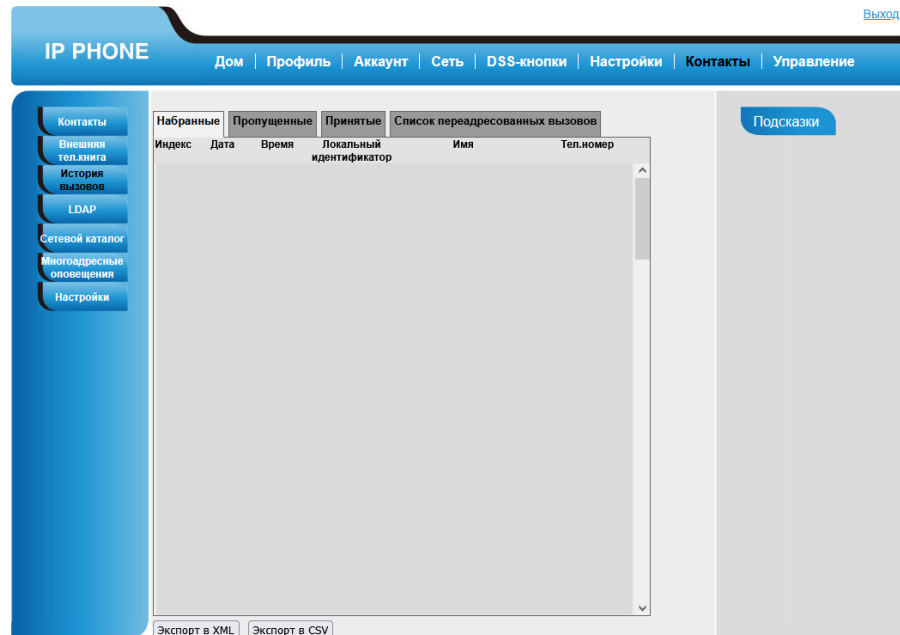 Выход
IP PHONE
Дом Профиль Аккаунт Сеть DSS-кнопки Настройки Контакты Управление
Контакты
Внешняя
тел.книга
История
вызовов
LDAP
Сетевой каталог
Многоадресные
оповещения
Настройки
Набранные Пропущенные Принятые Список переадресованных вызовов
Индекс Дата Время Локальный идентификатор Имя Тел.номер
Экспорт в XML Экспорт в CSV
Подсказки